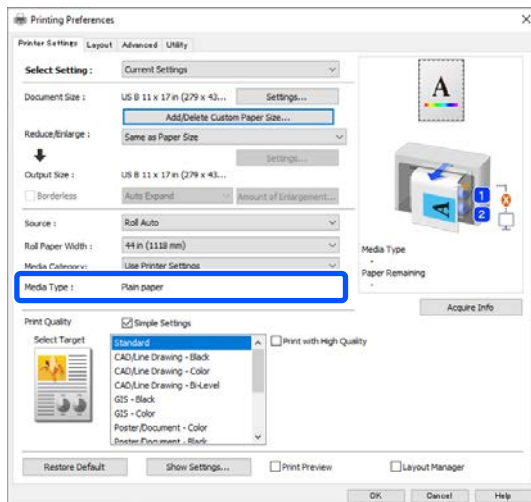 Printing Preferences
Printer Settings Layout Advanced Utility
Select Setting : Current Settings
Document Size : US B 11 x 17 in (279 x 43... Settings...
Add/Delete Custom Paper Size...
Reduce/Enlarge : Same as Paper Size
Settings...
Output Size : US B 11 x 17 in (279 x 43...
Borderless Auto Expand Amount of Enlargement...
Source : Roll Auto
Roll Paper Width : 44 in (1118 mm)
Media Category: Use Printer Settings
Media Type : Plain paper
Print Quality Simple Settings
Select Target
Standard
CAD/Line Drawing - Black
CAD/Line Drawing - Color
CAD/Line Drawing - Bi-Level
GIS - Black
GIS - Color
Poster/Document - Color
Poster/Document - Black
Print with High Quality
A
A
1
2
Media Type
-
Paper Remaining
-
Acquire Info
Restore Default Show Settings... Print Preview Layout Manager
OK Cancel Help